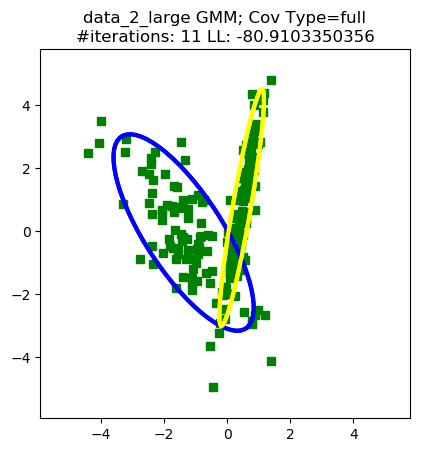 data_2_large GMM; Cov Type=full
#iterations: 11 LL: -80.9103350356
4
2
0
−2
−4
−4 −2 0 2 4